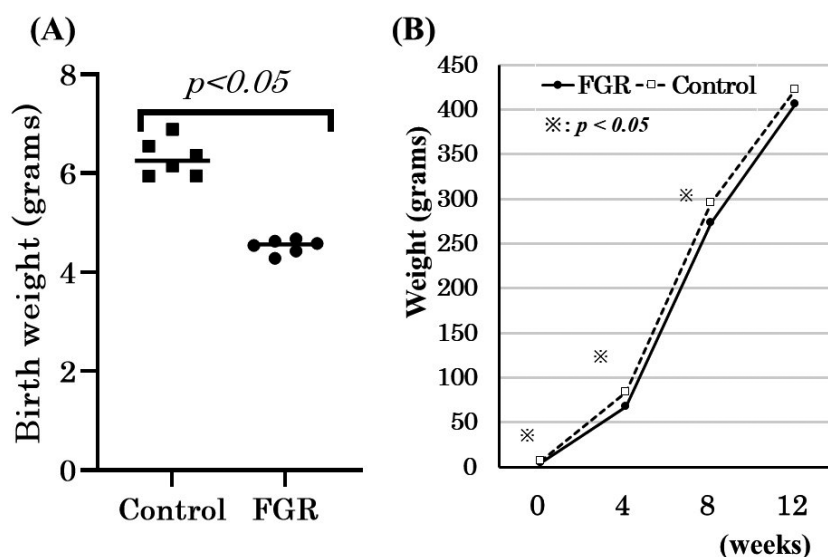 (A)
p<0.05
8
6
4
2
0
Birth weight (grams)
Control FGR
(B)
FGR Control
※: p < 0.05
450
400
350
300
250
200
150
100
50
0
Weight (grams)
※
※
※
0 4 8 12
(weeks)